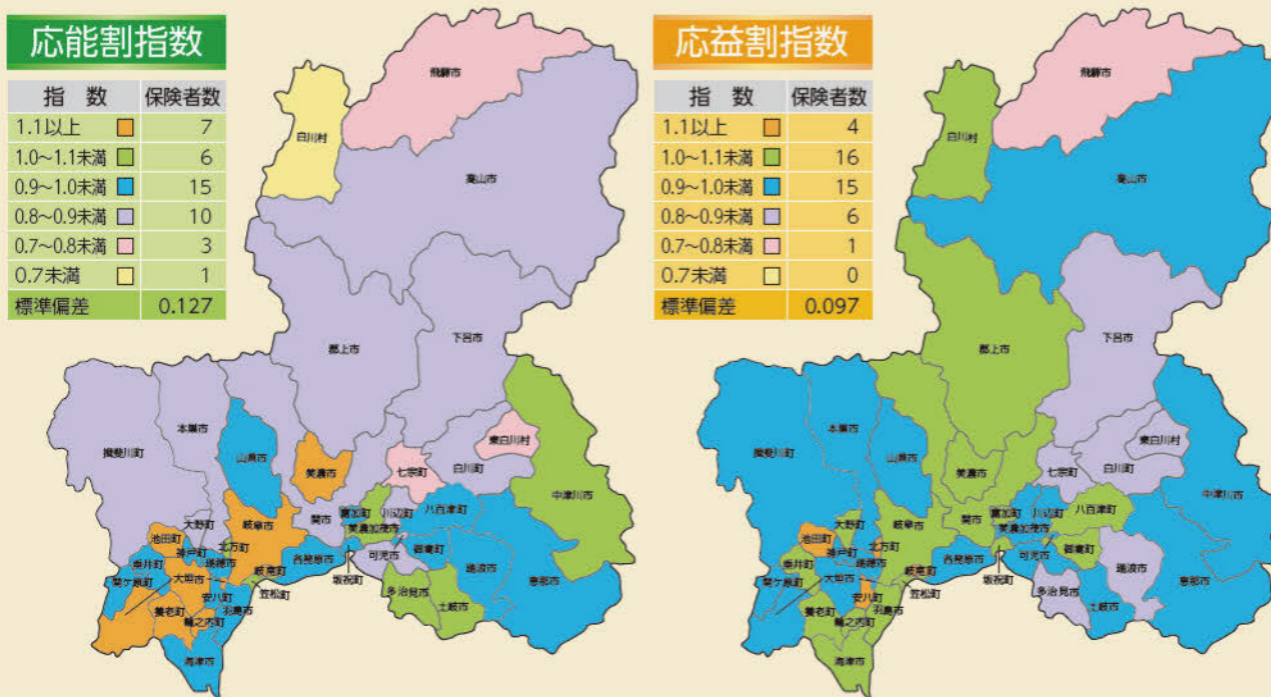 応能割指数
指 数 保険者数
1.1以上 7
1.0～1.1未満 6
0.9～1.0未満 15
0.8～0.9未満 10
0.7～0.8未満 3
0.7未満 1
標準偏差 0.127
飛騨市
白川村
高山市
郡上市
下呂市
本巣市
揖斐川町
山県市
美濃市
東白川村
七宗町
白川町
中津川市
大野町
岐阜市
関市
富加町
川辺町
八百津町
池田町
北方町
美濃加茂市
神戸町
瑞穂市
各務原市
可児市
御嵩町
瑞浪市
恵那市
垂井町
岐南町
坂祝町
関ケ原町
大垣市
笠松町
多治見市
安八町
羽島市
土岐市
養老町
輪之内町
海津市
応益割指数
指 数 保険者数
1.1以上 4
1.0～1.1未満 16
0.9～1.0未満 15
0.8～0.9未満 6
0.7～0.8未満 1
0.7未満 0
標準偏差 0.097
飛騨市
白川村
高山市
郡上市
下呂市
本巣市
揖斐川町
山県市
美濃市
東白川村
七宗町
白川町
中津川市
大野町
岐阜市
関市
富加町
川辺町
八百津町
池田町
北方町
美濃加茂市
神戸町
瑞穂市
各務原市
可児市
御嵩町
瑞浪市
恵那市
垂井町
岐南町
坂祝町
関ケ原町
大垣市
笠松町
多治見市
安八町
羽島市
土岐市
養老町
輪之内町
海津市